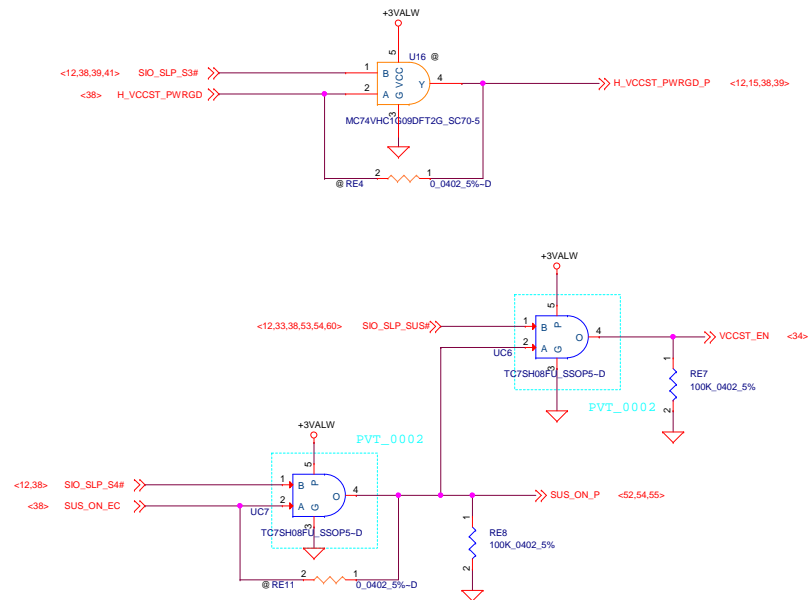 +3VALW
U16 @
<12,38,39,41> SIO_SLP_S3# 1 B VCC 5 Y 4 H_VCCST_PWRGD_P <12,15,38,39>
<38> H_VCCST_PWRGD 2 A G 3
MC74VHC1G09DFT2G_SC70-5
2 1
@ RE4 0_0402_5%~D
+3VALW
<12,33,38,53,54,60> SIO_SLP_SUS# 1 B P 5 O 4 VCCST_EN <34>
2 A G 3
UC6
TC7SH08FU_SSOP5~D
1 RE7
100K_0402_5%
2
PVT_0002
+3VALW
PVT_0002
<12,38> SIO_SLP_S4# 1 B P 5 O 4 SUS_ON_P <52,54,55>
<38> SUS_ON_EC 2 A G 3
UC7
TC7SH08FU_SSOP5~D
1 RE8
100K_0402_5%
2
2 1
@ RE11 0_0402_5%~D